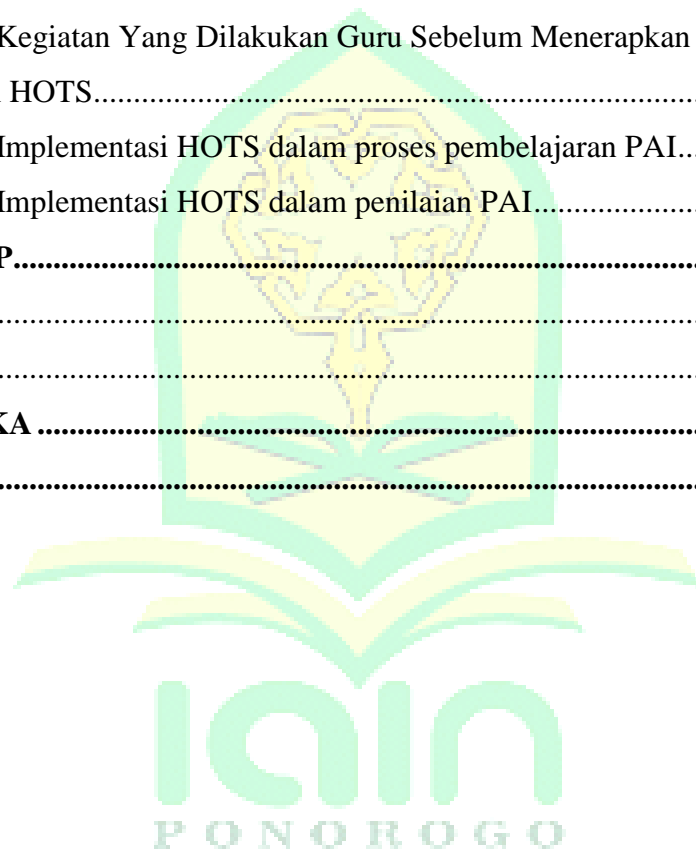 Kegiatan Yang Dilakukan Guru Sebelum Menerapkan
HOTS....................................................................................
Implementasi HOTS dalam proses pembelajaran PAI...
Implementasi HOTS dalam penilaian PAI.....................
P....................................................................................
....................................................................................
....................................................................................
KA ....................................................................................
....................................................................................
iain
PONOROGO